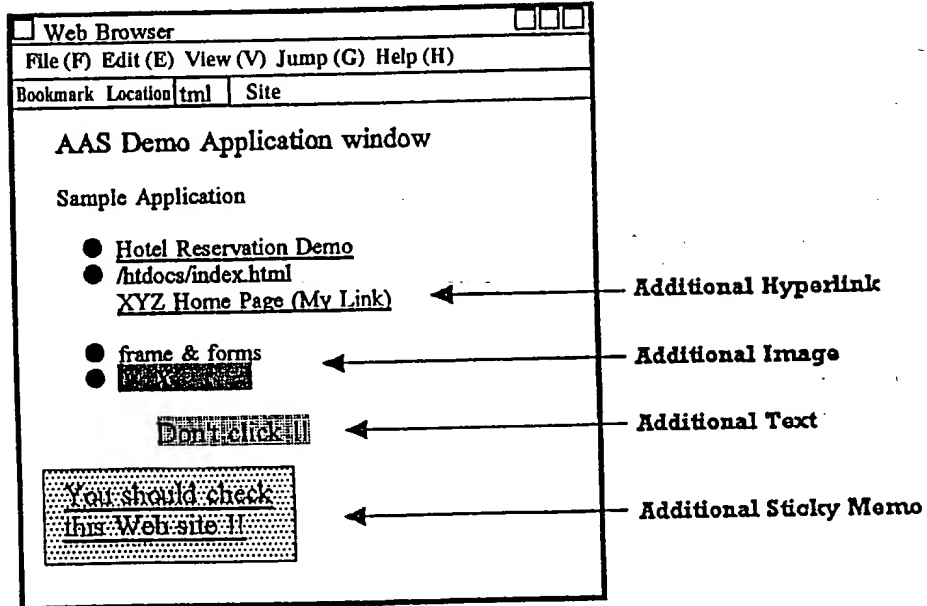 Web Browser
File (F) Edit (E) View (V) Jump (G) Help (H)
Bookmark Location tml Site
AAS Demo Application window
Sample Application
Hotel Reservation Demo
/htdocs/index.html
XYZ Home Page (My Link)
Additional Hyperlink
frame & forms
Additional Image
Don't click !!
Additional Text
You should check
this Web site !!
Additional Sticky Memo